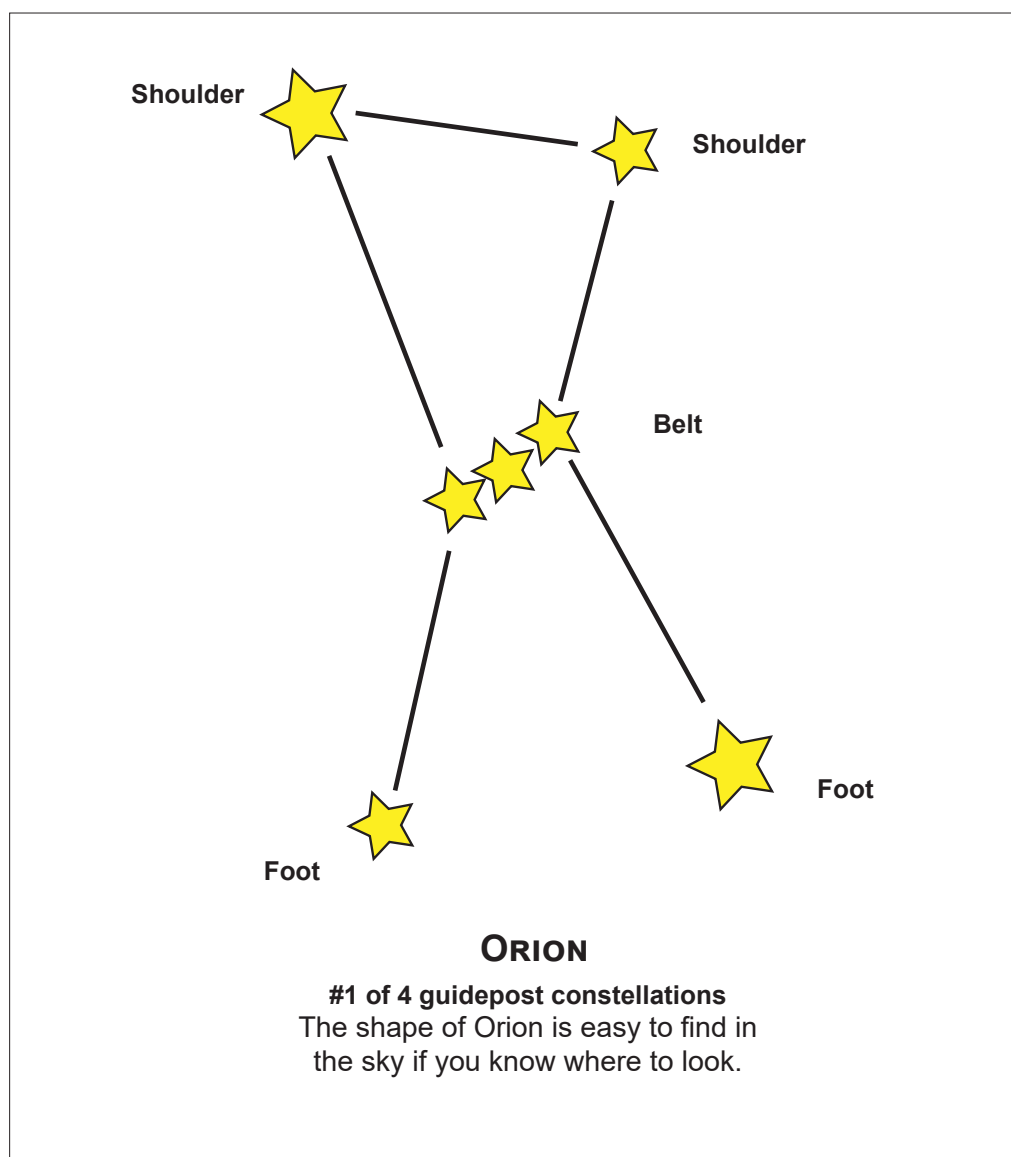 Shoulder
Shoulder
Belt
Foot
Foot
ORION
#1 of 4 guidepost constellations
The shape of Orion is easy to find in
the sky if you know where to look.